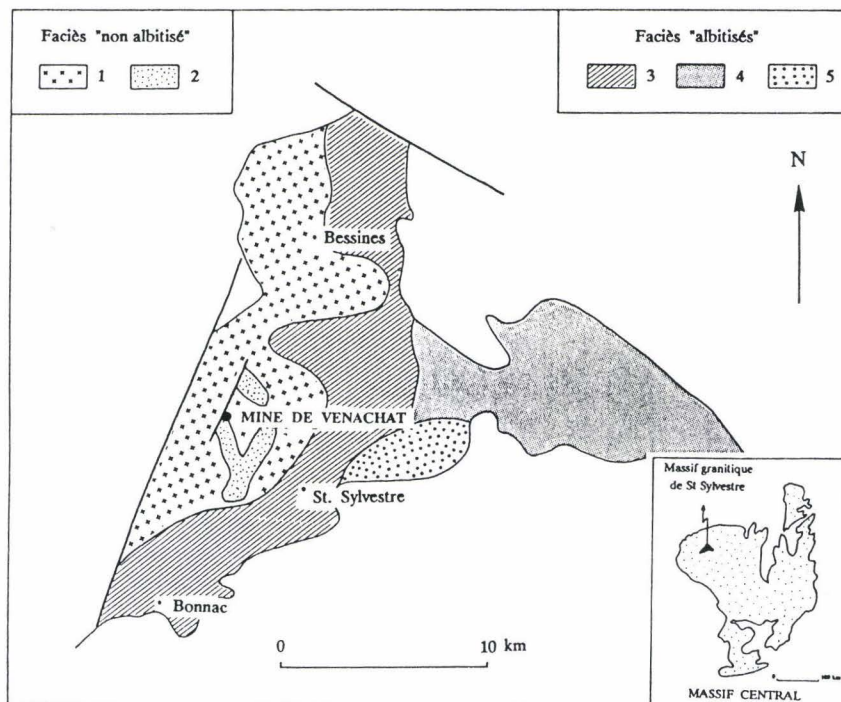 Faciès "non albitisé"
1 2
Faciès "albitisés"
3 4 5
N
Bessines
MINE DE VENACHAT
St. Sylvestre
Bonnac
0 10 km
Massif granitique
de St Sylvestre
MASSIF CENTRAL